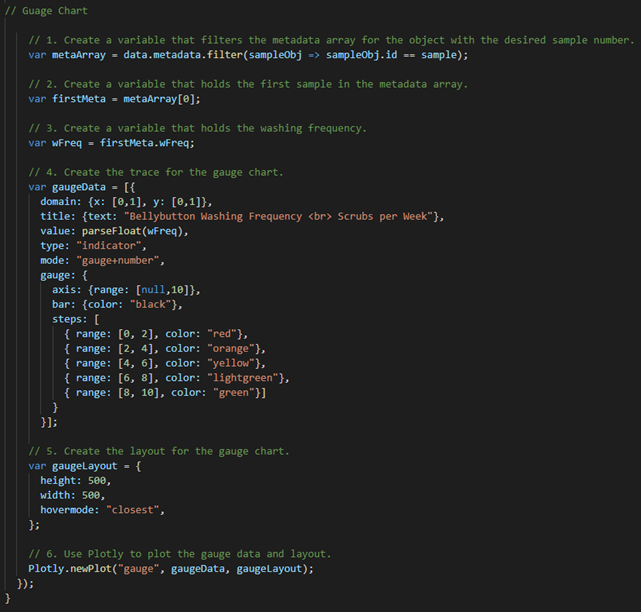 // Guage Chart
// 1. Create a variable that filters the metadata array for the object with the desired sample number.
var metaArray = data.metadata.filter(sampleObj => sampleObj.id == sample);
// 2. Create a variable that holds the first sample in the metadata array.
var firstMeta = metaArray[0];
// 3. Create a variable that holds the washing frequency.
var wFreq = firstMeta.wFreq;
// 4. Create the trace for the gauge chart.
var gaugeData = [{
domain: {x: [0,1], y: [0,1]},
title: {text: "Bellybutton Washing Frequency <br> Scrubs per Week"},
value: parseFloat(wFreq),
type: "indicator",
mode: "gauge+number",
gauge: {
axis: {range: [null,10]},
bar: {color: "black"},
steps: [
{ range: [0, 2], color: "red"},
{ range: [2, 4], color: "orange"},
{ range: [4, 6], color: "yellow"},
{ range: [6, 8], color: "lightgreen"},
{ range: [8, 10], color: "green"}]
}
}];
// 5. Create the layout for the gauge chart.
var gaugeLayout = {
height: 500,
width: 500,
hovermode: "closest",
};
// 6. Use Plotly to plot the gauge data and layout.
Plotly.newPlot("gauge", gaugeData, gaugeLayout);
});
}